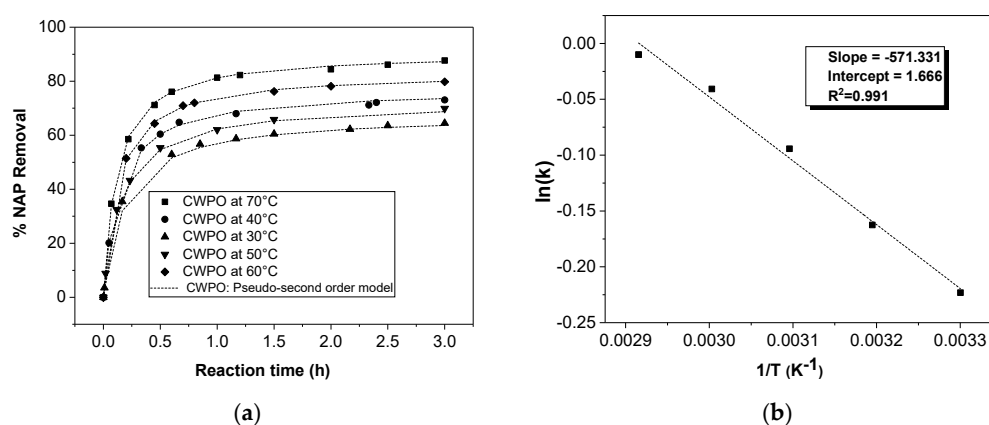 100
80
60
40
20
0
% NAP Removal
CWPO at 70°C
CWPO at 40°C
CWPO at 30°C
CWPO at 50°C
CWPO at 60°C
CWPO: Pseudo-second order model
0.0 0.5 1.0 1.5 2.0 2.5 3.0
Reaction time (h)
(a)
0.00
-0.05
-0.10
-0.15
-0.20
-0.25
ln(k)
Slope = -571.331
Intercept = 1.666
R²=0.991
0.0029 0.0030 0.0031 0.0032 0.0033
1/T (K⁻¹)
(b)